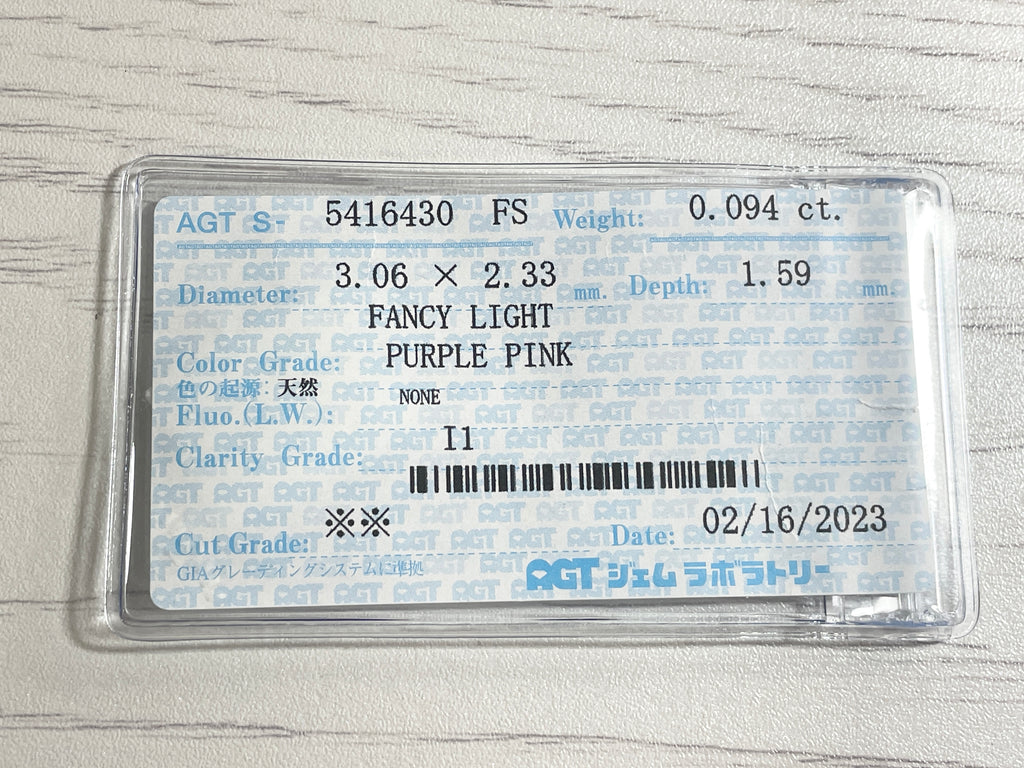 AGT S- 5416430 FS Weight: 0.094 ct.
Diameter: 3.06 × 2.33 mm. Depth: 1.59 mm
FANCY LIGHT
Color Grade: PURPLE PINK
色の起源: 天然
Fluo.(L.W.): NONE
Clarity Grade: I1
Cut Grade: ※※ Date: 02/16/2023
GIAグレーディングシステムに準拠
AGT ジェムラボラトリー